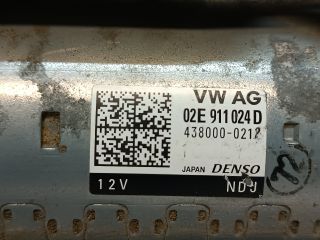 VW AG
02E 911 024 D
438000-0212
JAPAN DENSO
12V NDJ